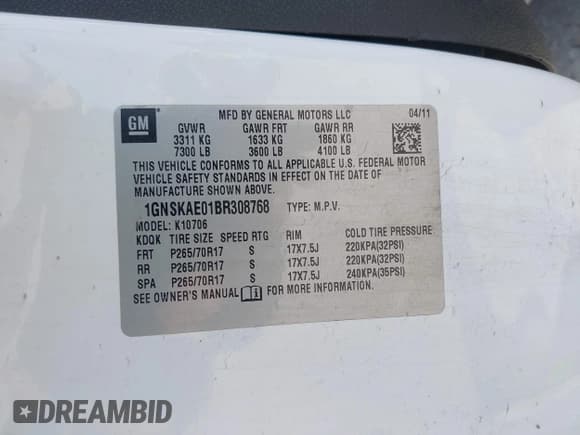 GM
MFD BY GENERAL MOTORS LLC 04/11
GVWR GAWR FRT GAWR RR
3311 KG 1633 KG 1860 KG
7300 LB 3600 LB 4100 LB
THIS VEHICLE CONFORMS TO ALL APPLICABLE U.S. FEDERAL MOTOR
VEHICLE SAFETY STANDARDS IN EFFECT ON THE DATE OF
MANUFACTURE SHOWN ABOVE.
1GNSKAE01BR308768 TYPE: M.P.V.
MODEL: K10706
KDQK TIRE SIZE SPEED RTG RIM COLD TIRE PRESSURE
FRT P265/70R17 S 17X7.5J 220KPA(32PSI)
RR P265/70R17 S 17X7.5J 220KPA(32PSI)
SPA P265/70R17 S 17X7.5J 240KPA(35PSI)
SEE OWNER'S MANUAL FOR MORE INFORMATION.
DREAMBID